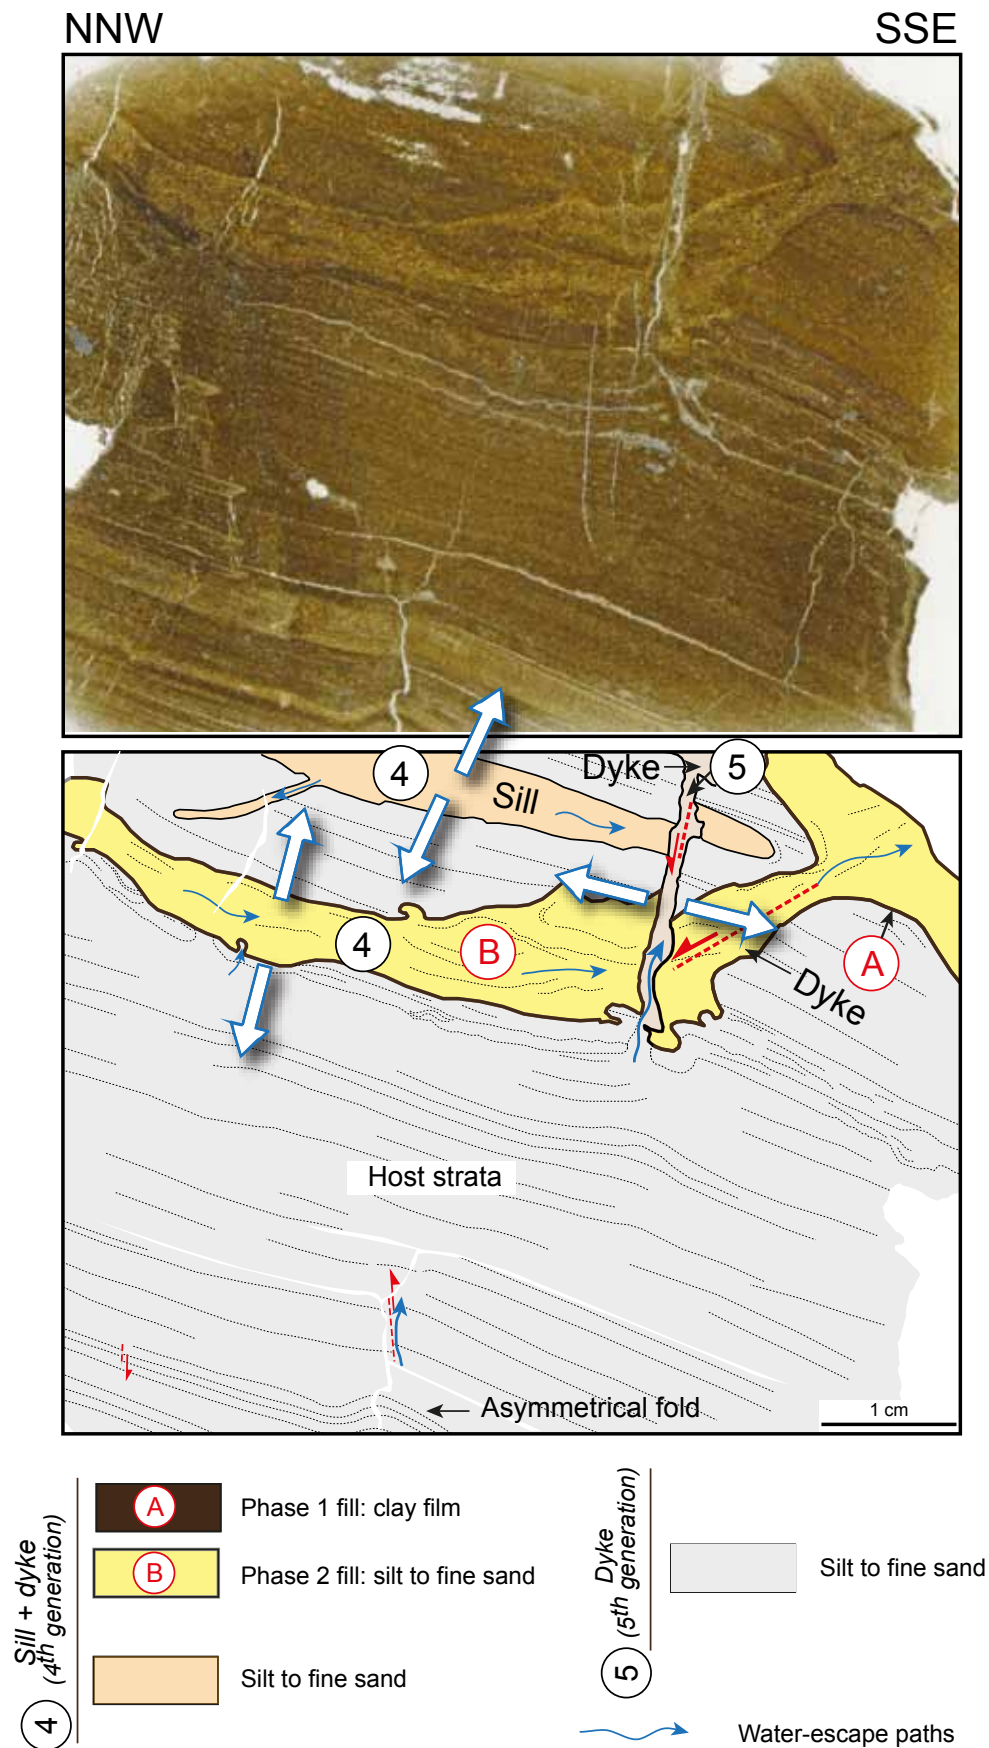 NNW SSE
4
Dyke
5
Sill
4
B
A
Dyke
Host strata
Asymmetrical fold
1 cm
Sill + dyke
(4th generation)
4
A Phase 1 fill: clay film
B Phase 2 fill: silt to fine sand
Silt to fine sand
Dyke
(5th generation)
5
Silt to fine sand
Water-escape paths